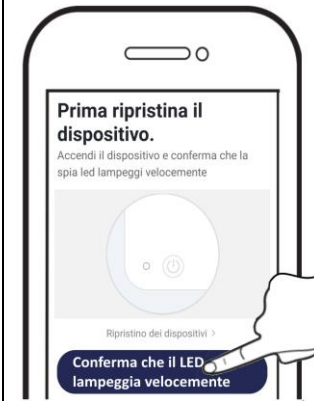 Prima ripristina il
dispositivo.
Accendi il dispositivo e conferma che la
spia led lampeggi velocemente
Ripristino dei dispositivi >
Conferma che il LED
lampeggia velocemente